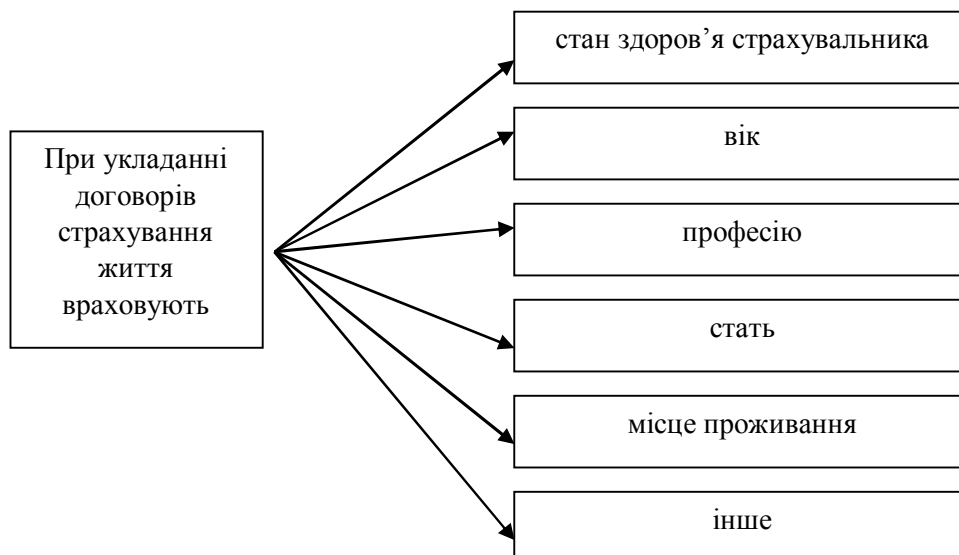 При укладанні
договорів
страхування
життя
враховують
стан здоров’я страхувальника
вік
професію
стать
місце проживання
інше